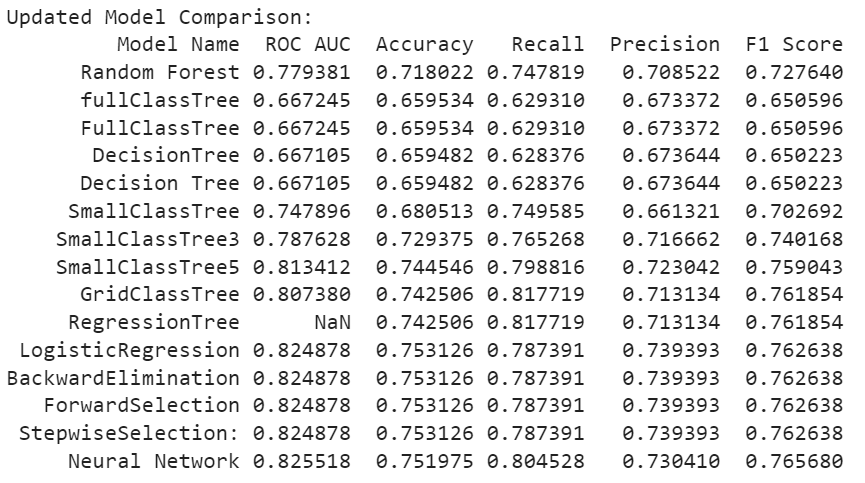 Updated Model Comparison:
Model Name ROC AUC Accuracy Recall Precision F1 Score
Random Forest 0.779381 0.718022 0.747819 0.708522 0.727640
fullClassTree 0.667245 0.659534 0.629310 0.673372 0.650596
FullClassTree 0.667245 0.659534 0.629310 0.673372 0.650596
DecisionTree 0.667105 0.659482 0.628376 0.673644 0.650223
Decision Tree 0.667105 0.659482 0.628376 0.673644 0.650223
SmallClassTree 0.747896 0.680513 0.749585 0.661321 0.702692
SmallClassTree3 0.787628 0.729375 0.765268 0.716662 0.740168
SmallClassTree5 0.813412 0.744546 0.798816 0.723042 0.759043
GridClassTree 0.807380 0.742506 0.817719 0.713134 0.761854
RegressionTree NaN 0.742506 0.817719 0.713134 0.761854
LogisticRegression 0.824878 0.753126 0.787391 0.739393 0.762638
BackwardElimination 0.824878 0.753126 0.787391 0.739393 0.762638
ForwardSelection 0.824878 0.753126 0.787391 0.739393 0.762638
StepwiseSelection: 0.824878 0.753126 0.787391 0.739393 0.762638
Neural Network 0.825518 0.751975 0.804528 0.730410 0.765680